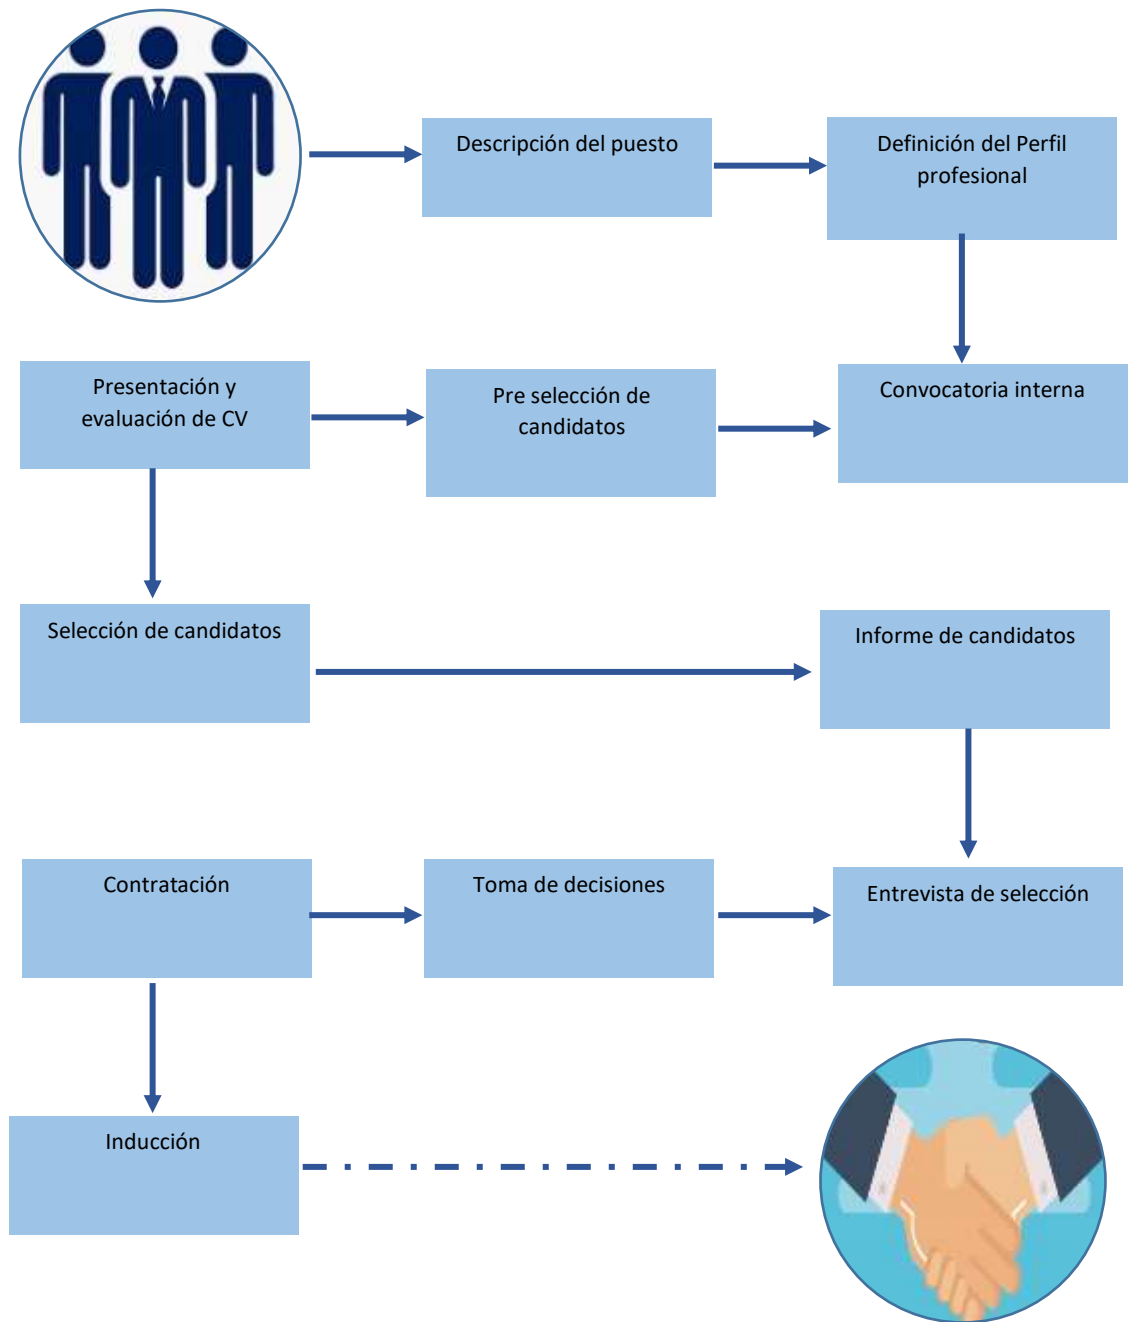 Descripción del puesto
Definición del Perfil
profesional
Presentación y
evaluación de CV
Pre selección de
candidatos
Convocatoria interna
Selección de candidatos
Informe de candidatos
Contratación
Toma de decisiones
Entrevista de selección
Inducción